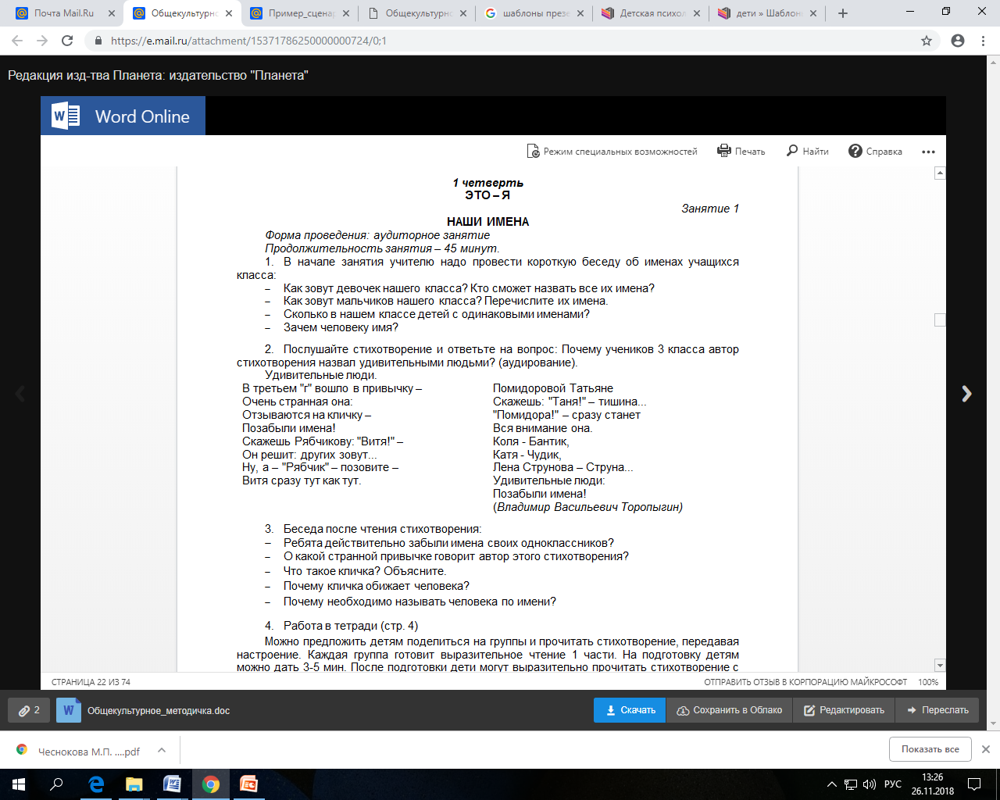 Почта Mail.Ru
Общекультурн
Пример_сценар
Общекультурн
шаблоны презе
Детская психол
дети » Шаблон
https://e.mail.ru/attachment/15371786250000000724/0;1
Редакция изд-тва Планета: издательство "Планета"
Word Online
Режим специальных возможностей
Печать
Найти
Справка
1 четверть
ЭТО – Я
Занятие 1
НАШИ ИМЕНА
Форма проведения: аудиторное занятие
Продолжительность занятия – 45 минут.
1. В начале занятия учителю надо провести короткую беседу об именах учащихся
класса:
– Как зовут девочек нашего класса? Кто сможет назвать все их имена?
– Как зовут мальчиков нашего класса? Перечислите их имена.
– Сколько в нашем классе детей с одинаковыми именами?
– Зачем человеку имя?
2. Послушайте стихотворение и ответьте на вопрос: Почему учеников 3 класса автор
стихотворения назвал удивительными людьми? (аудирование).
Удивительные люди.
В третьем "г" вошло в привычку –
Очень странная она:
Отзываются на кличку –
Позабыли имена!
Скажешь Рябчикову: "Витя!" –
Он решит: других зовут...
Ну, а – "Рябчик" – позовите –
Витя сразу тут как тут.
Помидоровой Татьяне
Скажешь: "Таня!" – тишина...
"Помидора!" – сразу станет
Вся внимание она.
Коля - Бантик,
Катя - Чудик,
Лена Струнова – Струна...
Удивительные люди:
Позабыли имена!
(Владимир Васильевич Торопыгин)
3. Беседа после чтения стихотворения:
– Ребята действительно забыли имена своих одноклассников?
– О какой странной привычке говорит автор этого стихотворения?
– Что такое кличка? Объясните.
– Почему кличка обижает человека?
– Почему необходимо называть человека по имени?
4. Работа в тетради (стр. 4)
Можно предложить детям поделиться на группы и прочитать стихотворение, передавая
настроение. Каждая группа готовит выразительное чтение 1 части. На подготовку детям
можно дать 3-5 мин. После подготовки дети могут выразительно прочитать стихотворение с
СТРАНИЦА 22 ИЗ 74
ОТПРАВИТЬ ОТЗЫВ В КОРПОРАЦИЮ МАЙКРОСОФТ
100%
2
W
Общекультурное_методичка.doc
Скачать
Сохранить в Облако
Редактировать
Переслать
Чеснокова М.П. ....pdf
Показать все
РУС
13:26
26.11.2018